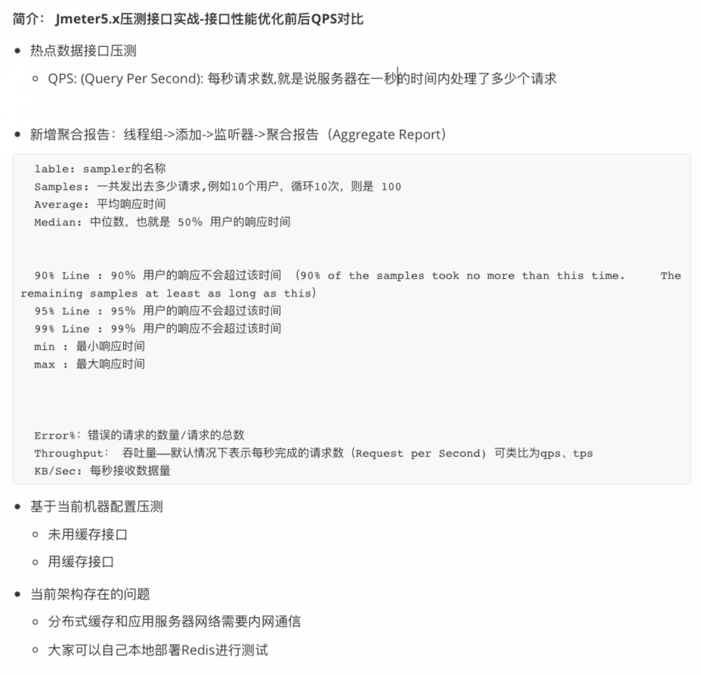 简介： Jmeter5.x压测接口实战-接口性能优化前后QPS对比
热点数据接口压测
QPS: (Query Per Second): 每秒请求数,就是说服务器在一秒的时间内处理了多少个请求
新增聚合报告：线程组->添加->监听器->聚合报告（Aggregate Report）
lable: sampler的名称
Samples: 一共发出去多少请求,例如10个用户，循环10次，则是 100
Average: 平均响应时间
Median: 中位数，也就是 50% 用户的响应时间
90% Line : 90% 用户的响应不会超过该时间 （90% of the samples took no more than this time. The
remaining samples at least as long as this）
95% Line : 95% 用户的响应不会超过该时间
99% Line : 99% 用户的响应不会超过该时间
min : 最小响应时间
max : 最大响应时间
Error%：错误的请求的数量/请求的总数
Throughput： 吞吐量——默认情况下表示每秒完成的请求数（Request per Second) 可类比为qps、tps
KB/Sec: 每秒接收数据量
基于当前机器配置压测
未用缓存接口
用缓存接口
当前架构存在的问题
分布式缓存和应用服务器网络需要内网通信
大家可以自己本地部署Redis进行测试